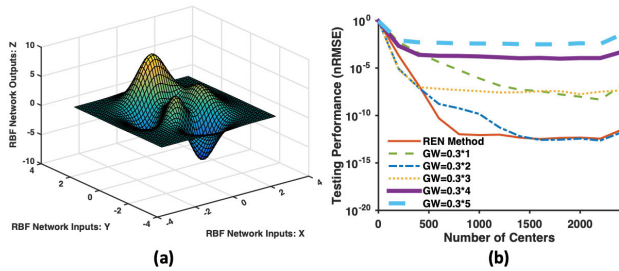 10
5
0
-5
-10
RBF Network Outputs: Z
4
2
0
-2
-4
RBF Network Inputs: Y
-4
-2
0
2
4
RBF Network Inputs: X
(a)
10^0
10^-5
10^-10
10^-15
10^-20
Testing Performance (nRMSE)
REN Method
GW=0.3*1
GW=0.3*2
GW=0.3*3
GW=0.3*4
GW=0.3*5
0 500 1000 1500 2000
Number of Centers
(b)